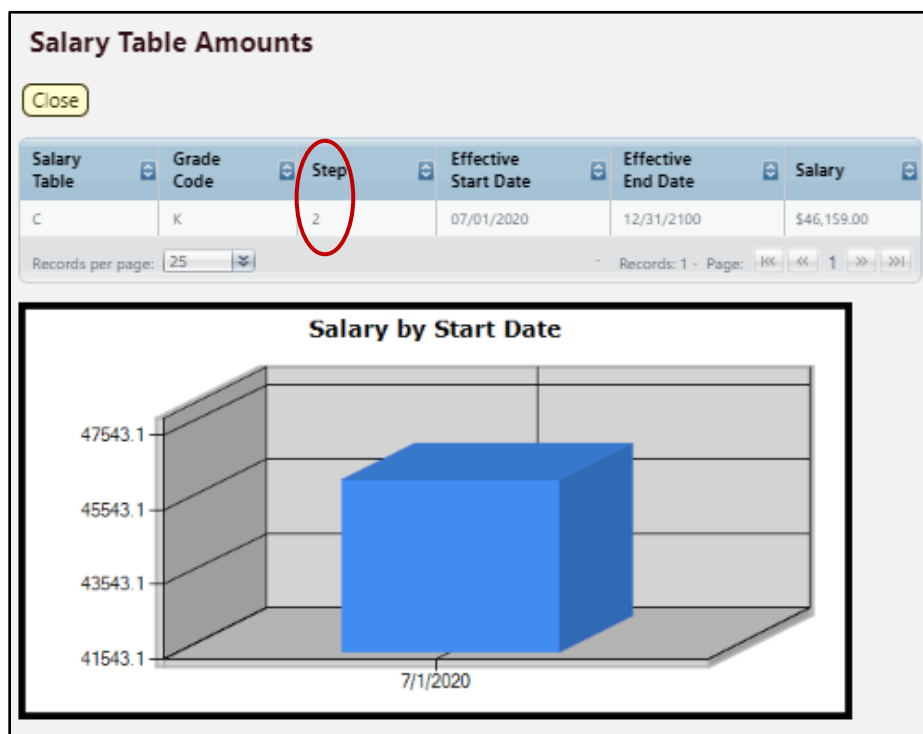 Salary Table Amounts
Close
Salary Table Grade Code Step Effective Start Date Effective End Date Salary
C K 2 07/01/2020 12/31/2100 $46,159.00
Records per page: 25 - Records: 1 - Page: 1
Salary by Start Date
47543.1
45543.1
43543.1
41543.1
7/1/2020